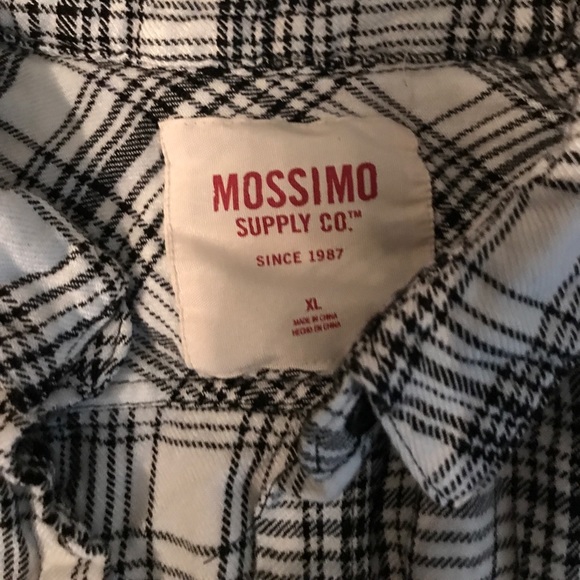 MOSSIMO
SUPPLY CO.™
SINCE 1987
XL
MADE IN CHINA
HECHO EN CHINA